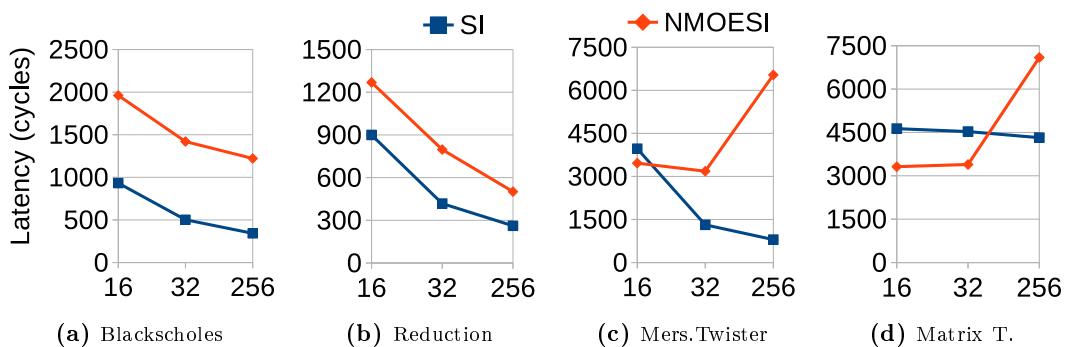 SI NMOESI
Latency (cycles)
2500
2000
1500
1000
500
0
16 32 256
(a) Blackscholes
1500
1200
900
600
300
0
16 32 256
(b) Reduction
7500
6000
4500
3000
1500
0
16 32 256
(c) Mers.Twister
7500
6000
4500
3000
1500
0
16 32 256
(d) Matrix T.